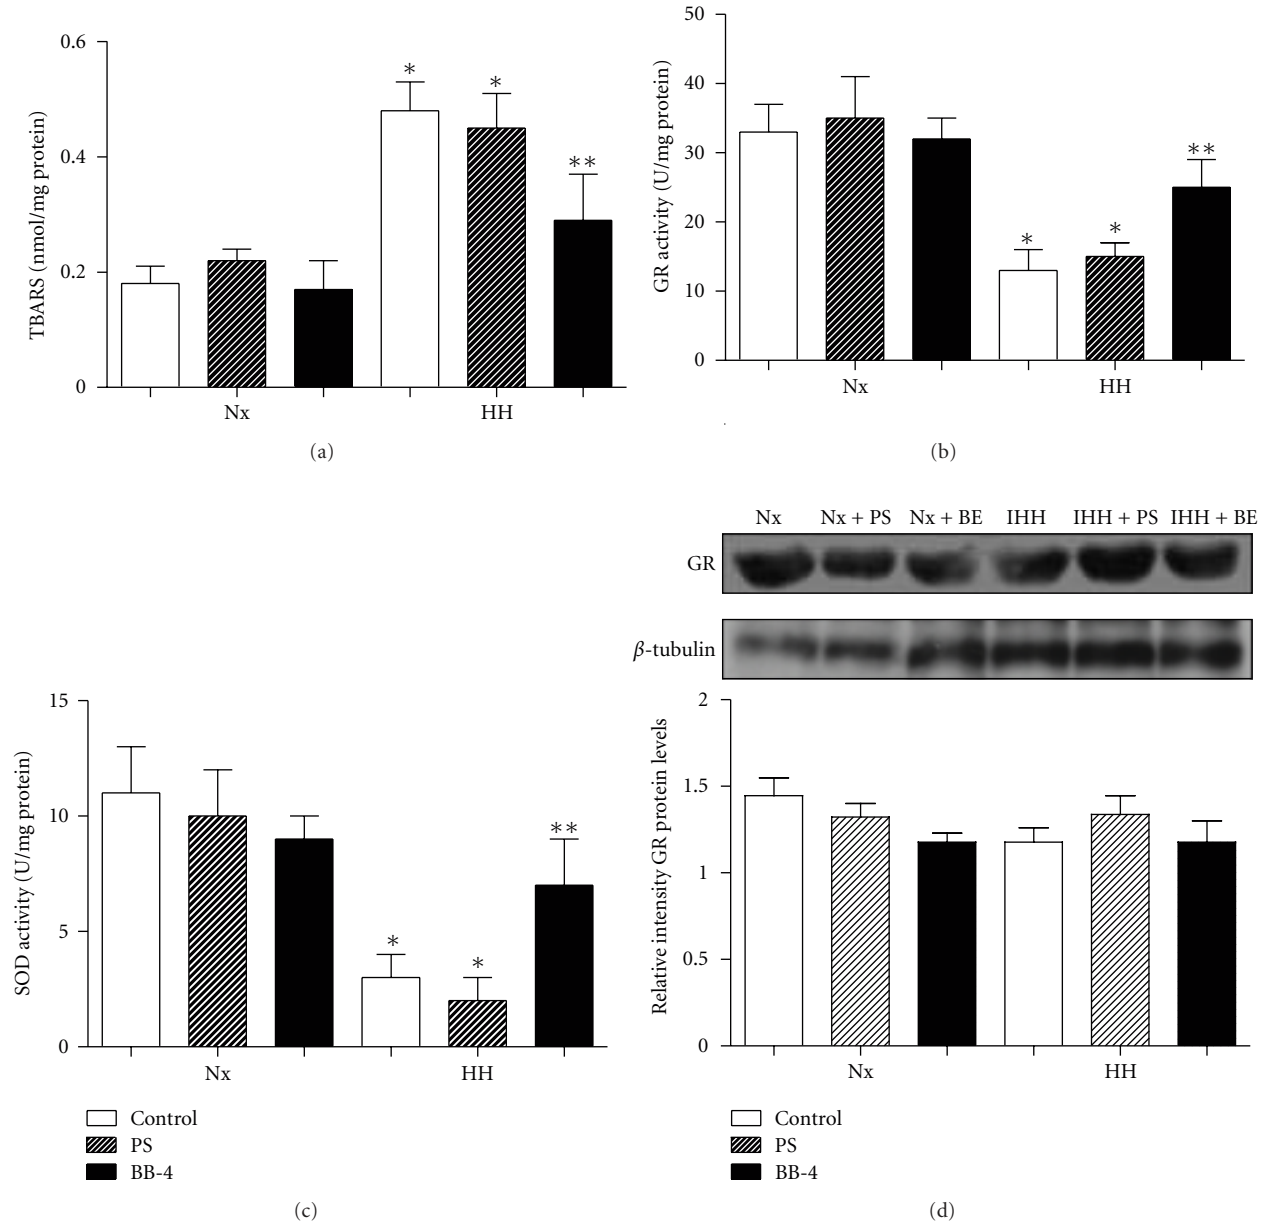 0.6
0.4
0.2
0
TBARS (nmol/mg protein)
*
*
**
Nx
HH
(a)
50
40
30
20
10
0
GR activity (U/mg protein)
*
*
**
Nx
HH
(b)
15
10
5
0
SOD activity (U/mg protein)
*
*
**
Nx
HH
Control
PS
BB-4
(c)
Nx
Nx + PS
Nx + BE
IHH
IHH + PS
IHH + BE
GR
β-tubulin
2
1.5
1
0.5
0
Relative intensity GR protein levels
Nx
HH
Control
PS
BB-4
(d)